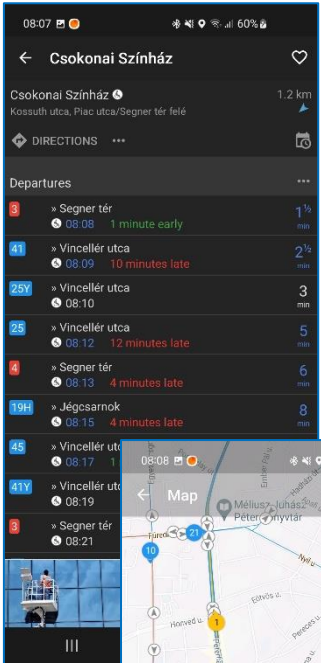 08:07 60%
Csokonai Színház
Csokonai Színház 1.2 km
Kossuth utca, Piac utca/Segner tér felé
DIRECTIONS
Departures
3 » Segner tér 1½
08:08 1 minute early min
41 » Vincellér utca 2½
08:09 10 minutes late min
25Y » Vincellér utca 3
08:10 min
25 » Vincellér utca 5
08:12 12 minutes late min
4 » Segner tér 6
08:13 4 minutes late min
19H » Jégcsarnok 8
08:15 4 minutes late min
45 » Vincellér
08:17
41Y » Vincellér
08:19
3 » Segner tér
08:21
08:08
Map
Méliusz Juhász
Péter Könyvtár
Füredi
21
10
Nyíl u.
Eötvös u.
Honvéd u.
Pereces u.
1